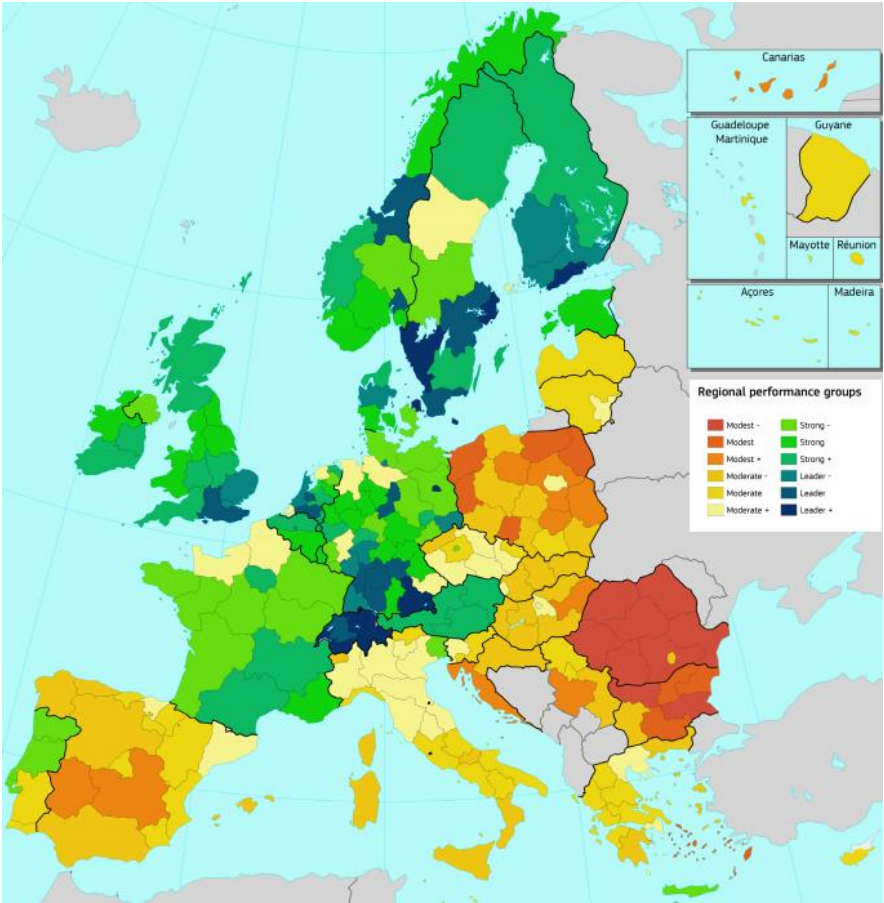 Canarias
Guadeloupe
Martinique
Guyane
Mayotte
Réunion
Açores
Madeira
Regional performance groups
Modest -
Modest
Modest +
Moderate -
Moderate
Moderate +
Strong -
Strong
Strong +
Leader -
Leader
Leader +